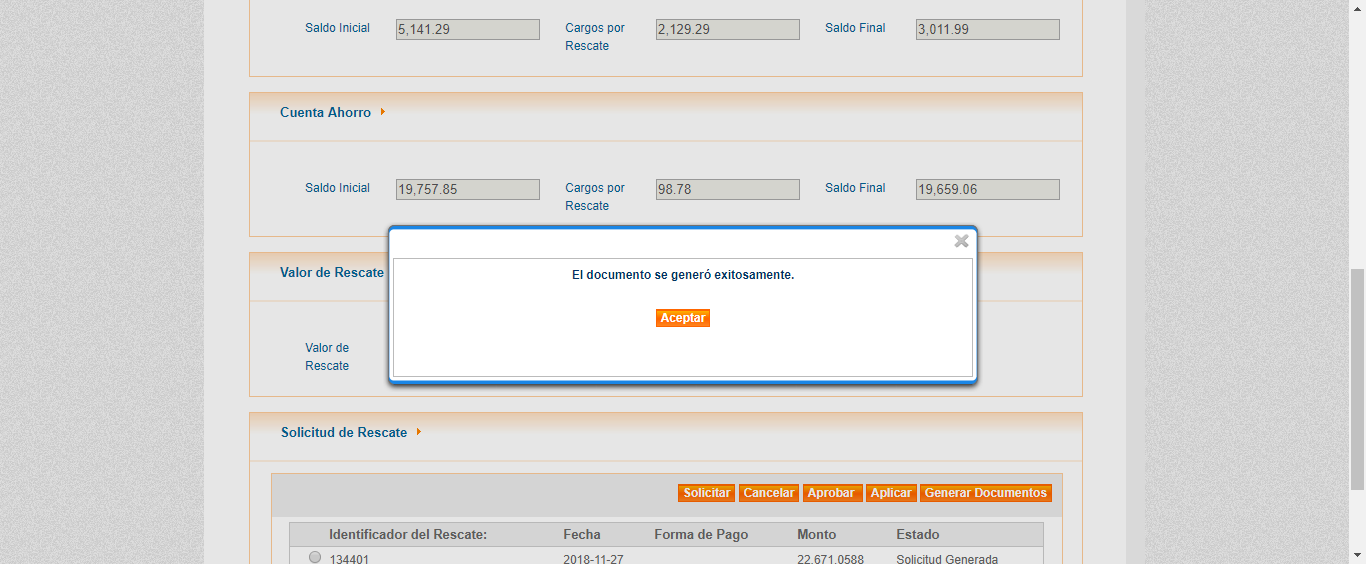 Saldo Inicial 5,141.29 Cargos por Rescate 2,129.29 Saldo Final 3,011.99
Cuenta Ahorro
Saldo Inicial 19,757.85 Cargos por Rescate 98.78 Saldo Final 19,659.06
El documento se generó exitosamente.
Aceptar
Valor de Rescate
Valor de
Rescate
Solicitud de Rescate
Solicitar Cancelar Aprobar Aplicar Generar Documentos
Identificador del Rescate: Fecha Forma de Pago Monto Estado
134401 2018-11-27 22,671.0588 Solicitud Generada